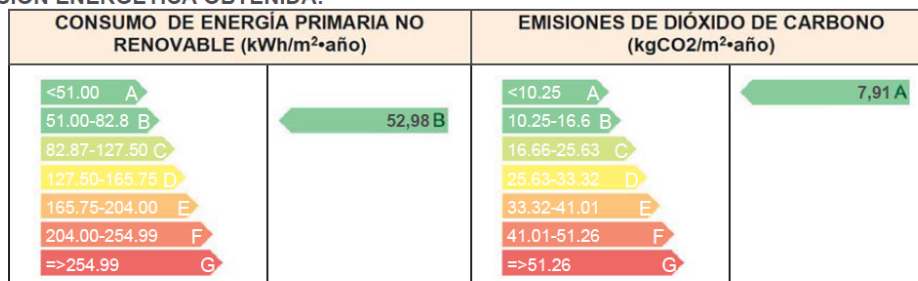 CONSUMO DE ENERGÍA PRIMARIA NO
RENOVABLE (kWh/m²•año)
EMISIONES DE DIÓXIDO DE CARBONO
(kgCO2/m²•año)
<51.00 A
51.00-82.8 B
82.87-127.50 C
127.50-165.75 D
165.75-204.00 E
204.00-254.99 F
=>254.99 G
52,98 B
<10.25 A
10.25-16.6 B
16.66-25.63 C
25.63-33.32 D
33.32-41.01 E
41.01-51.26 F
=>51.26 G
7,91 A